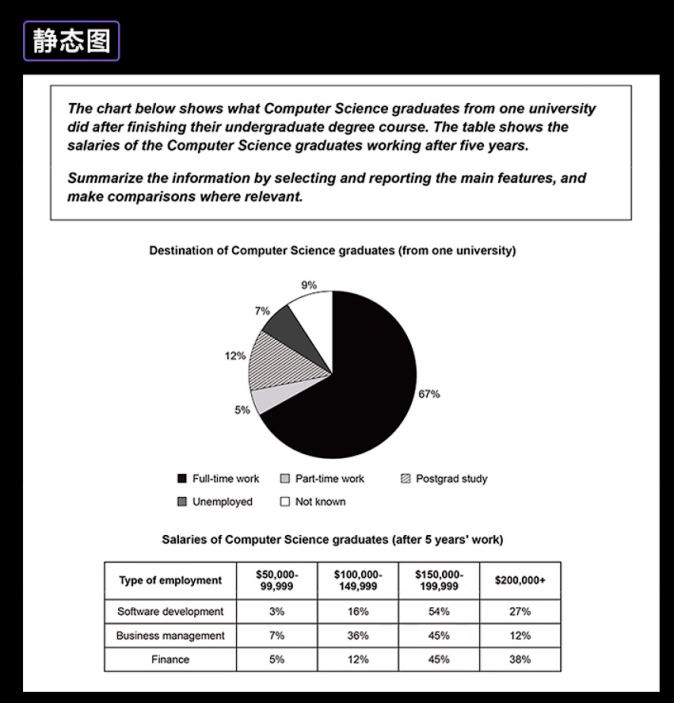 静态图
The chart below shows what Computer Science graduates from one university
did after finishing their undergraduate degree course. The table shows the
salaries of the Computer Science graduates working after five years.
Summarize the information by selecting and reporting the main features, and
make comparisons where relevant.
Destination of Computer Science graduates (from one university)
9%
7%
12%
5%
67%
Full-time work Part-time work Postgrad study
Unemployed Not known
Salaries of Computer Science graduates (after 5 years' work)
Type of employment $50,000-99,999 $100,000-149,999 $150,000-199,999 $200,000+
Software development 3% 16% 54% 27%
Business management 7% 36% 45% 12%
Finance 5% 12% 45% 38%